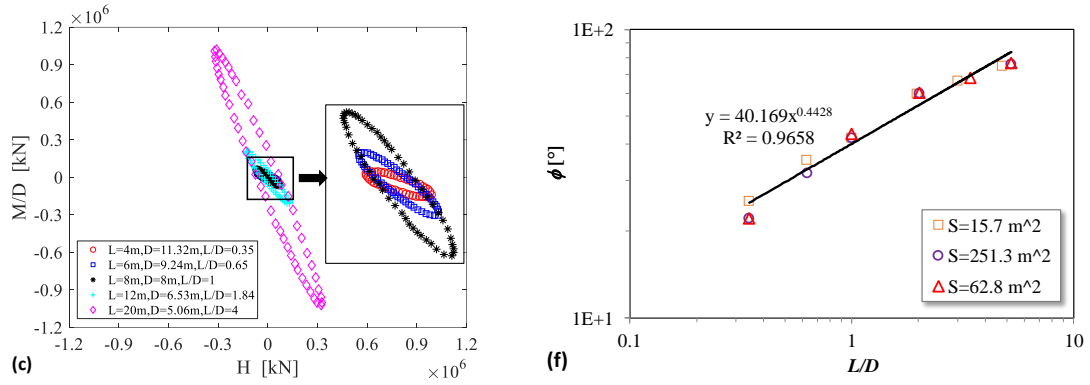 ×10^6
1.2
0.9
0.6
0.3
0
-0.3
-0.6
-0.9
-1.2
M/D [kN]
L=4m,D=11.32m,L/D=0.35
L=6m,D=9.24m,L/D=0.65
L=8m,D=8m,L/D=1
L=12m,D=6.53m,L/D=1.84
L=20m,D=5.06m,L/D=4
-1.2 -0.9 -0.6 -0.3 0 0.3 0.6 0.9 1.2
H [kN]
×10^6
(c)
1E+02
1E+01
ϕ [°]
y = 40.169x^0.4428
R² = 0.9658
S=15.7 m^2
S=251.3 m^2
S=62.8 m^2
0.1 1 10
L/D
(f)